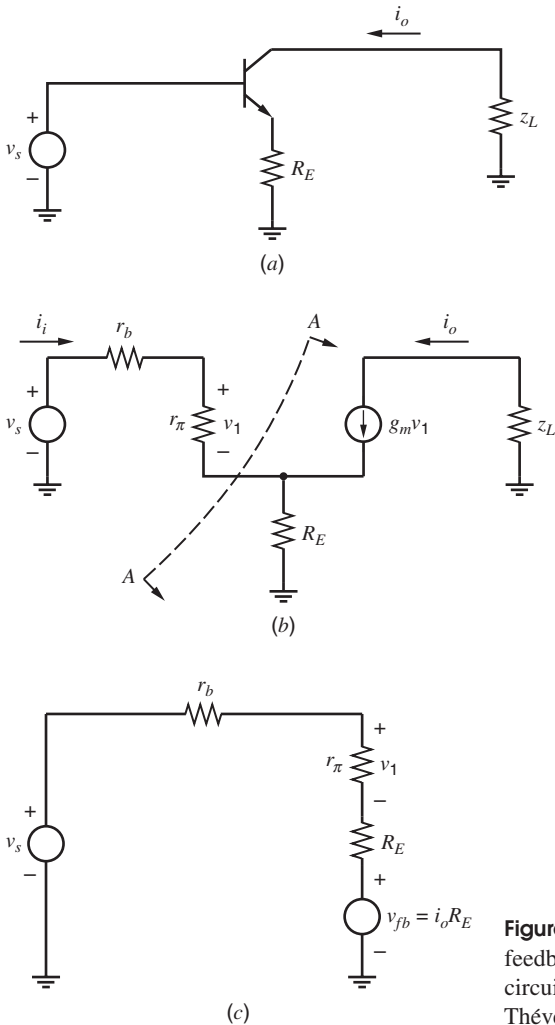 i_o
+
v_s
−
R_E
z_L
(a)
i_i
r_b
A
i_o
+
v_s
−
r_π
+
v_1
−
g_m v_1
z_L
R_E
A
(b)
r_b
+
r_π
v_1
−
+
v_s
−
R_E
+
v_fb = i_o R_E
−
(c)
Figure
feedb
circui
Théve